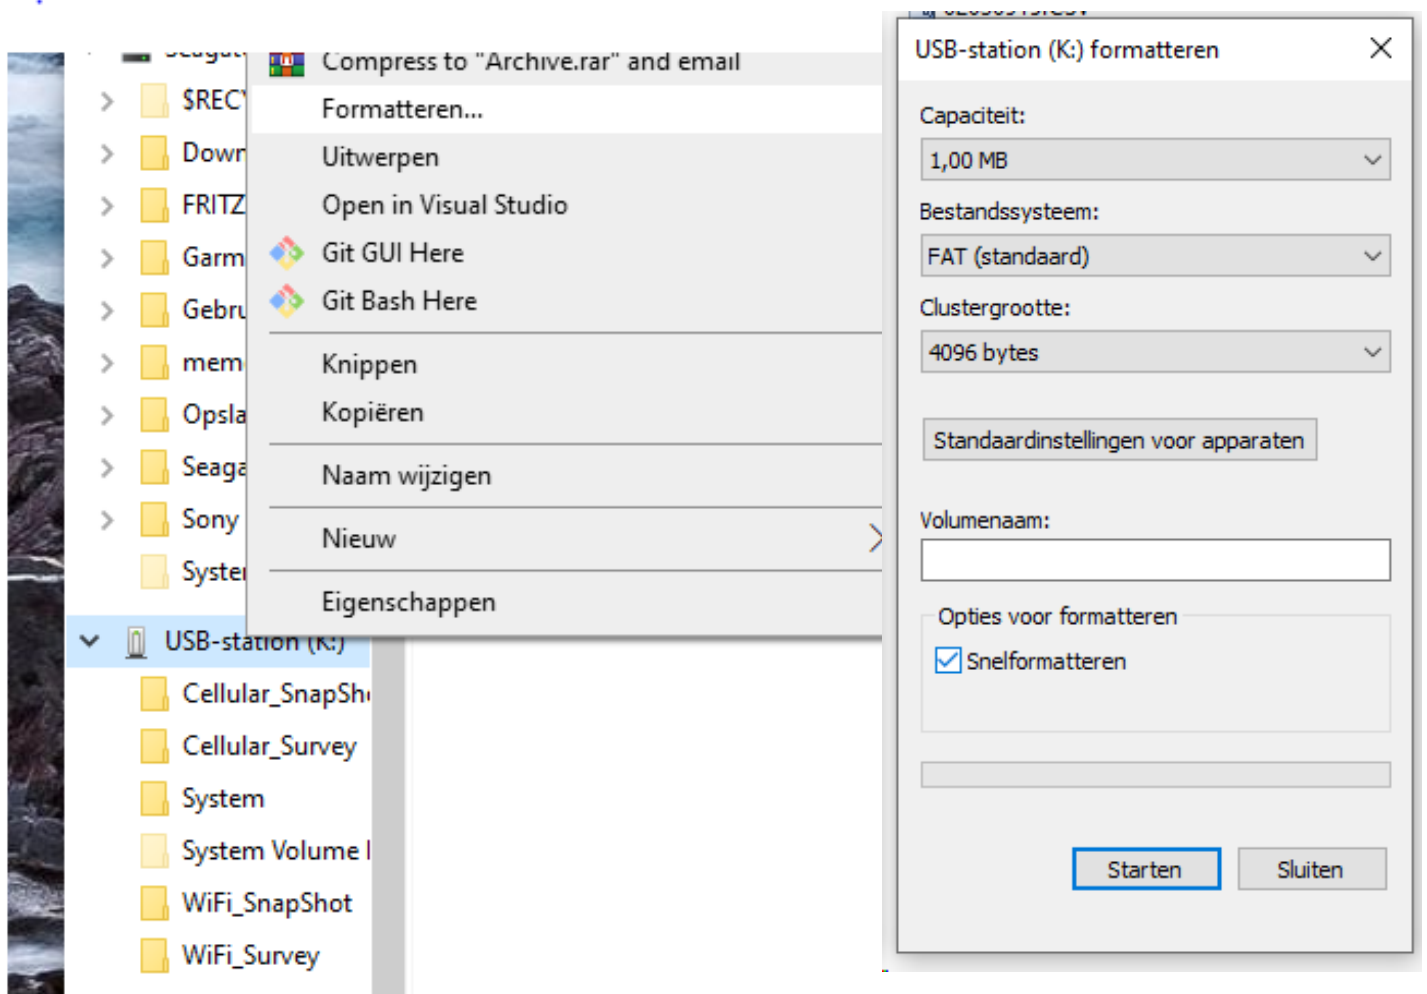 Compress to "Archive.rar" and email
Formatteren...
Uitwerpen
Open in Visual Studio
Git GUI Here
Git Bash Here
Knippen
Kopiëren
Naam wijzigen
Nieuw
Eigenschappen
$REC
Down
FRITZ
Garm
Gebru
mem
Opsla
Seaga
Sony
System
USB-station (K:)
Cellular_SnapSh
Cellular_Survey
System
System Volume
WiFi_SnapShot
WiFi_Survey
USB-station (K:) formatteren
Capaciteit:
1,00 MB
Bestandssysteem:
FAT (standaard)
Clustergrootte:
4096 bytes
Standaardinstellingen voor apparaten
Volumenaam:
Opties voor formatteren
Snelformatteren
Starten
Sluiten